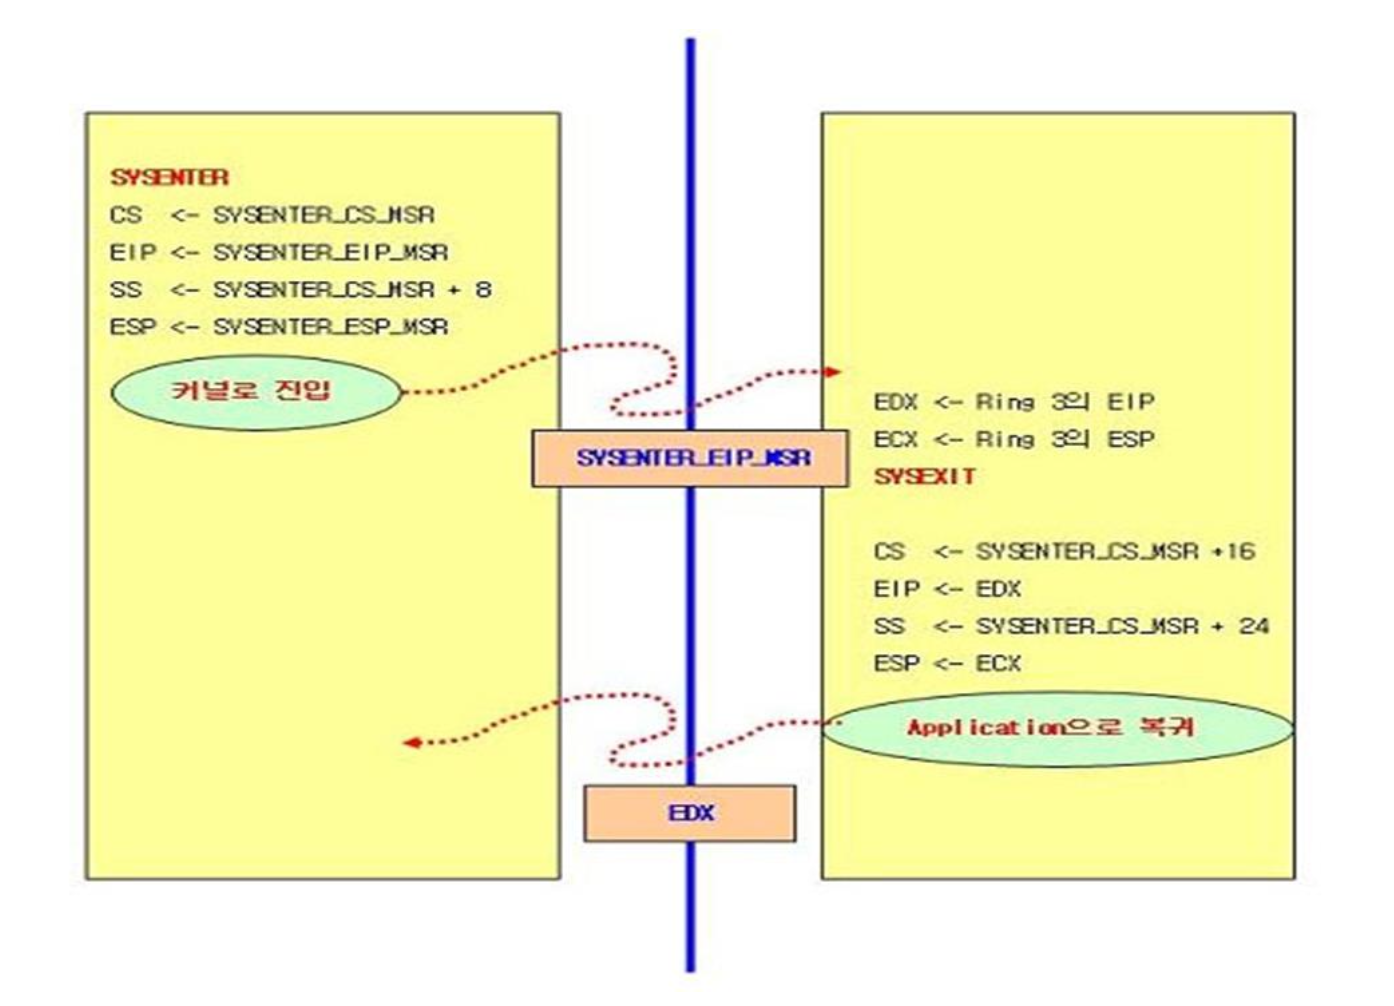 SYSENTER
CS <- SYSENTER_CS_MSR
EIP <- SYSENTER_EIP_MSR
SS <- SYSENTER_CS_MSR + 8
ESP <- SYSENTER_ESP_MSR
커널로 진입
SYSENTER_EIP_MSR
EDX <- Ring 3의 EIP
ECX <- Ring 3의 ESP
SYSEXIT
CS <- SYSENTER_CS_MSR +16
EIP <- EDX
SS <- SYSENTER_CS_MSR + 24
ESP <- ECX
Application으로 복귀
EDX